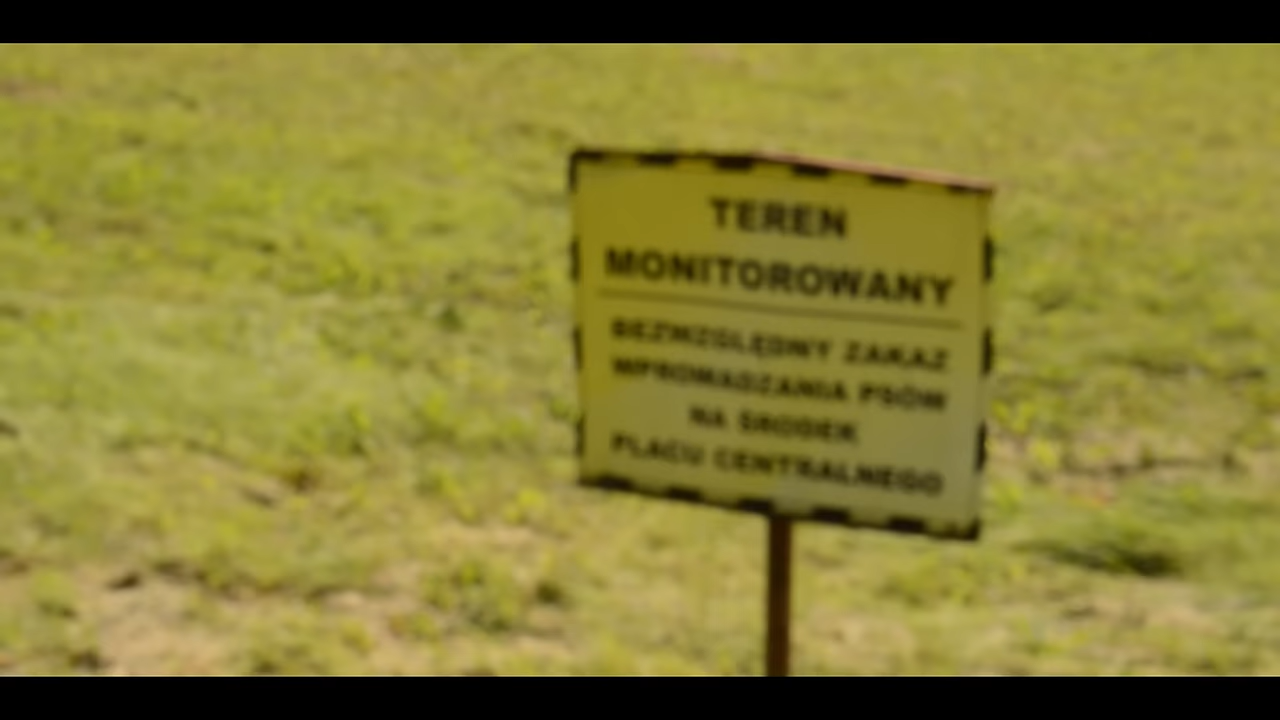 TEREN
MONITOROWANY
BEZWZGLĘDNY ZAKAZ
WPROWADZANIA PSÓW
NA ŚRODEK
PLACU CENTRALNEGO